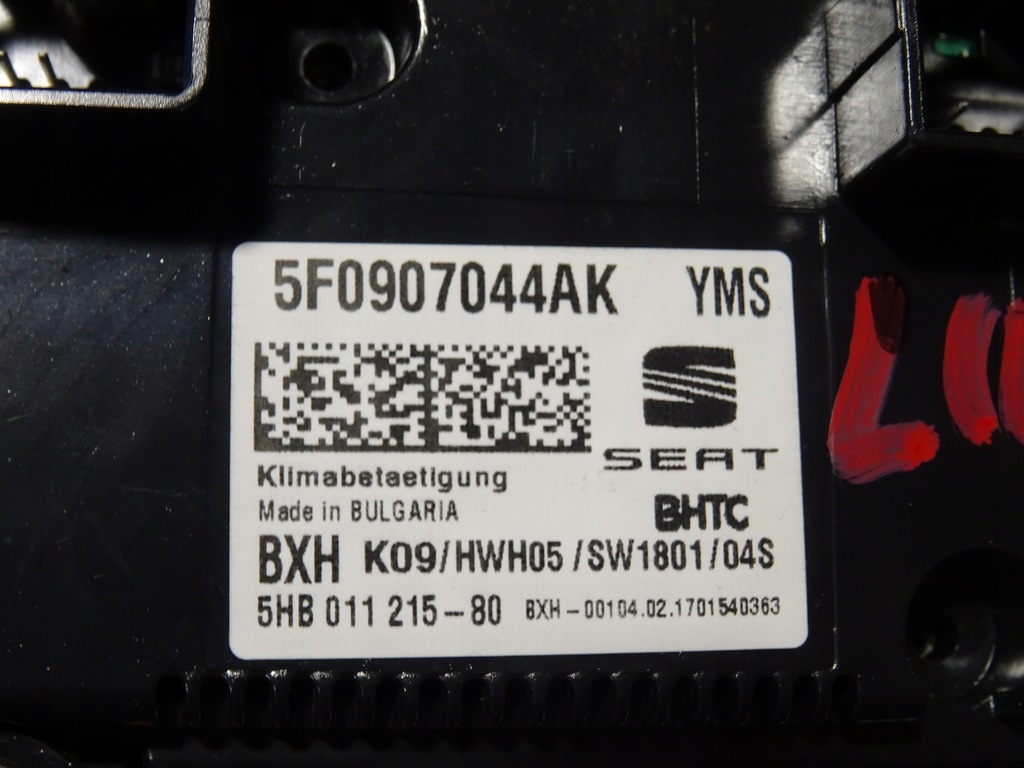 5F0907044AK YMS
SEAT
Klimabetaetigung
Made in BULGARIA
BHTC
BXH K09/HWH05/SW1801/04S
5HB 011 215-80 BXH-00104.02.1701540363